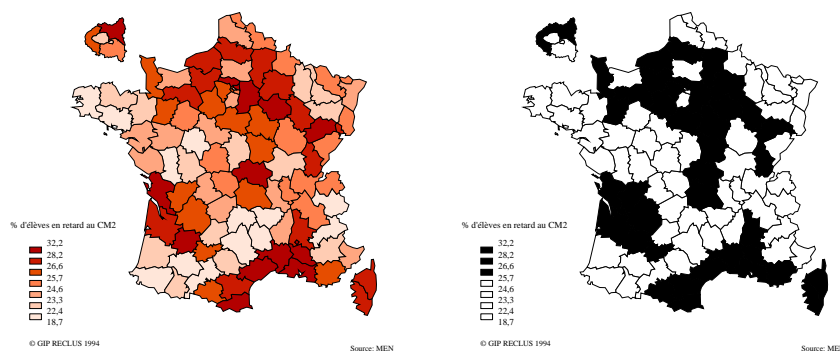 % d'élèves en retard au CM2
32,2
28,2
26,6
25,7
24,6
23,3
22,4
18,7
© GIP RECLUS 1994
Source: MEN
% d'élèves en retard au CM2
32,2
28,2
26,6
25,7
24,6
23,3
22,4
18,7
© GIP RECLUS 1994
Source: MEN